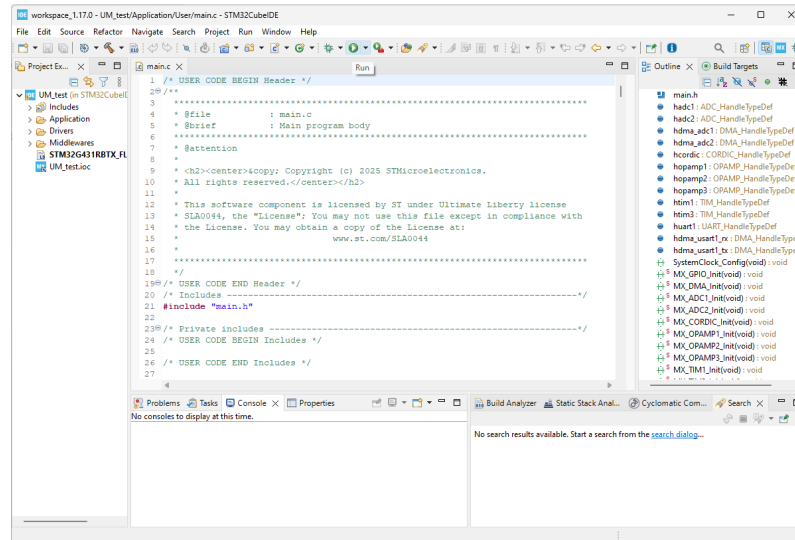 workspace_1.17.0 - UM_test/Application/User/main.c - STM32CubeIDE
File Edit Source Refactor Navigate Search Project Run Window Help
Project Ex...
main.c
Run
Outline
Build Targets
UM_test (in STM32CubeID
Includes
Application
Drivers
Middlewares
STM32G431RBTX_FL
UM_test.ioc
1 /* USER CODE BEGIN Header */
2 /**
3 ******************************************************************************
4 * @file : main.c
5 * @brief : Main program body
6 ******************************************************************************
7 * @attention
8 *
9 * <h2><center>&copy; Copyright (c) 2025 STMicroelectronics.
10 * All rights reserved.</center></h2>
11 *
12 * This software component is licensed by ST under Ultimate Liberty license
13 * SLA0044, the "License"; You may not use this file except in compliance with
14 * the License. You may obtain a copy of the License at:
15 * www.st.com/SLA0044
16 *
17 ******************************************************************************
18 */
19 /* USER CODE END Header */
20 /* Includes ------------------------------------------------------------------*/
21 #include "main.h"
22
23 /* Private includes ----------------------------------------------------------*/
24 /* USER CODE BEGIN Includes */
25
26 /* USER CODE END Includes */
27
main.h
hadc1 : ADC_HandleTypeDef
hadc2 : ADC_HandleTypeDef
hdma_adc1 : DMA_HandleTypeDef
hdma_adc2 : DMA_HandleTypeDef
hcordic : CORDIC_HandleTypeDef
hopamp1 : OPAMP_HandleTypeDef
hopamp2 : OPAMP_HandleTypeDef
hopamp3 : OPAMP_HandleTypeDef
htim1 : TIM_HandleTypeDef
htim3 : TIM_HandleTypeDef
huart1 : UART_HandleTypeDef
hdma_usart1_rx : DMA_HandleType
hdma_usart1_tx : DMA_HandleType
SystemClock_Config(void) : void
MX_GPIO_Init(void) : void
MX_DMA_Init(void) : void
MX_ADC1_Init(void) : void
MX_ADC2_Init(void) : void
MX_CORDIC_Init(void) : void
MX_OPAMP1_Init(void) : void
MX_OPAMP2_Init(void) : void
MX_OPAMP3_Init(void) : void
MX_TIM1_Init(void) : void
Problems Tasks Console Properties
No consoles to display at this time.
Build Analyzer Static Stack Anal... Cyclomatic Com... Search
No search results available. Start a search from the search dialog...